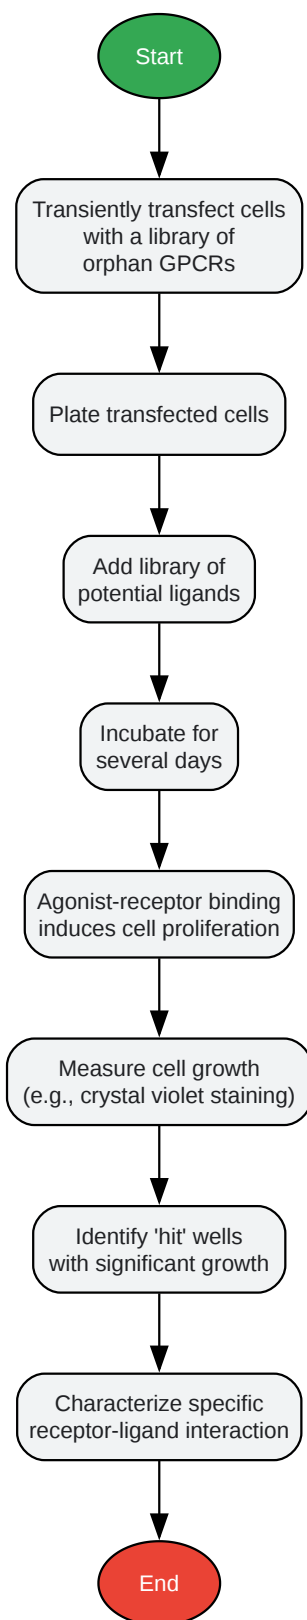 Start
Transiently transfect cells
with a library of
orphan GPCRs
Plate transfected cells
Add library of
potential ligands
Incubate for
several days
Agonist-receptor binding
induces cell proliferation
Measure cell growth
(e.g., crystal violet staining)
Identify 'hit' wells
with significant growth
Characterize specific
receptor-ligand interaction
End